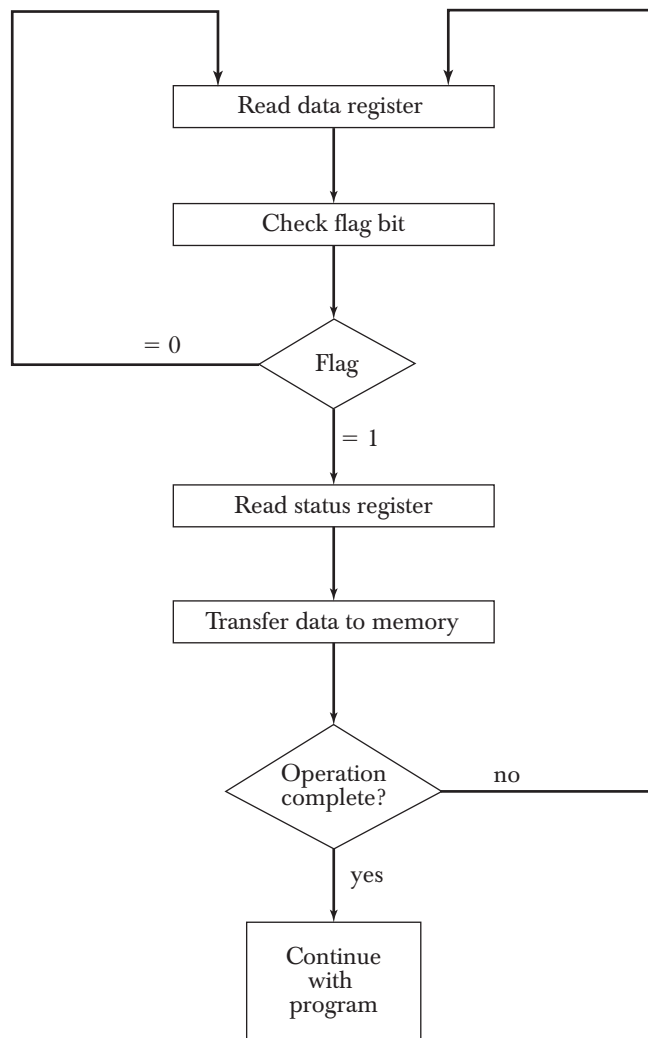 Read data register
Check flag bit
= 0
Flag
= 1
Read status register
Transfer data to memory
Operation
complete?
no
yes
Continue
with
program